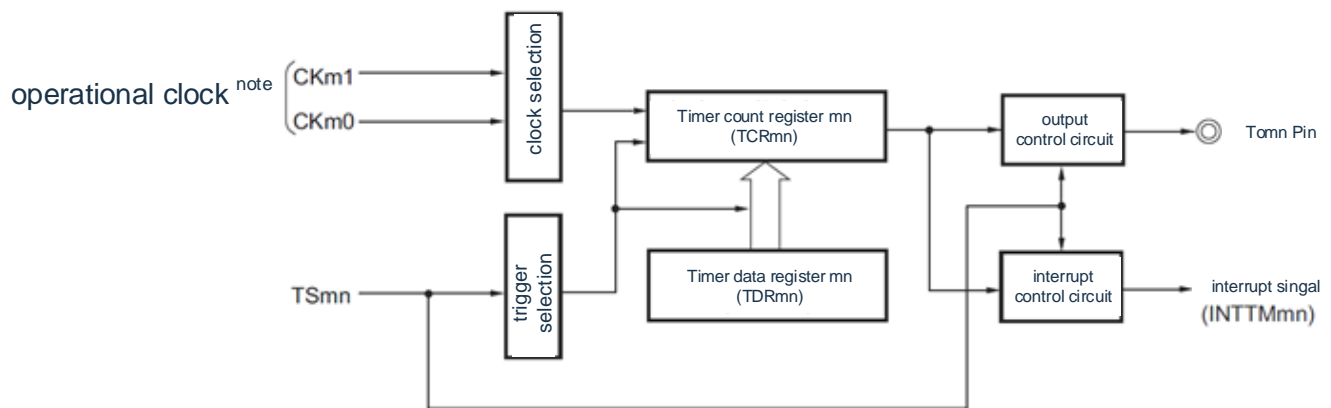 operational clock note
CKm1
CKm0
clock selection
Timer count register mn
(TCRmn)
output
control circuit
Tomn Pin
TSmn
trigger
selection
Timer data register mn
(TDRmn)
interrupt
control circuit
interrupt singal
(INTTMmn)